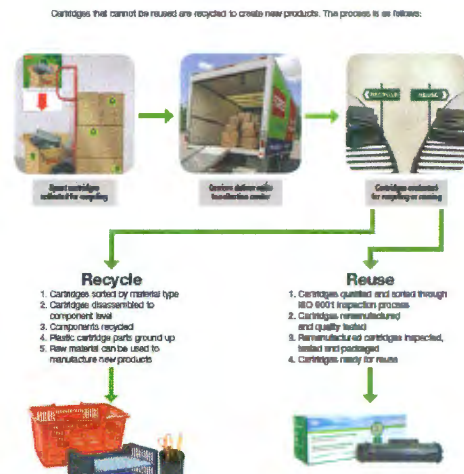 Cartridges that cannot be reused are recycled to create new products. The process is as follows:
RECYCLE
REUSE
Spent cartridges
collected for recycling
Carriers deliver
to collection center
Cartridges evaluated
for recycling or reusing
Recycle
1. Cartridges sorted by material type
2. Cartridges disassembled to
component level
3. Components recycled
4. Plastic cartridge parts ground up
5. Raw material can be used to
manufacture new products
Reuse
1. Cartridges qualified and sorted through
ISO 9001 inspection process
2. Cartridges remanufactured
and quality tested
3. Remanufactured cartridges inspected,
tested and packaged
4. Cartridges ready for reuse